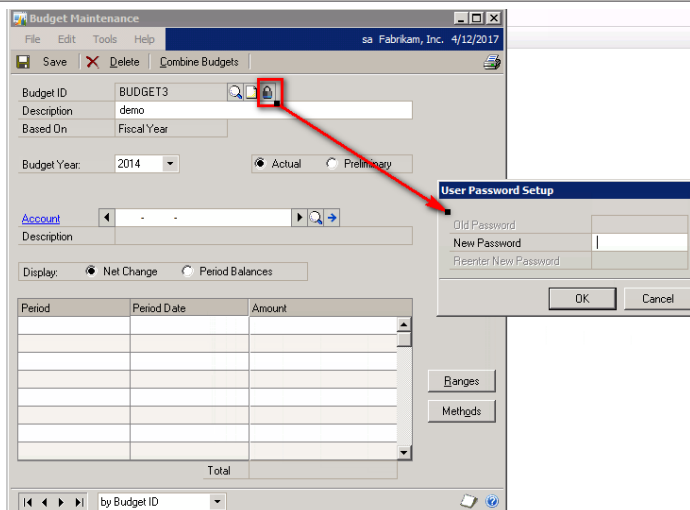 Budget Maintenance
File Edit Tools Help sa Fabrikam, Inc. 4/12/2017
Save Delete Combine Budgets
Budget ID BUDGET3
Description demo
Based On Fiscal Year
Budget Year: 2014 Actual Preliminary
User Password Setup
Old Password
New Password
Reenter New Password
OK Cancel
Account - -
Description
Display: Net Change Period Balances
Period Period Date Amount
Ranges
Methods
Total
by Budget ID